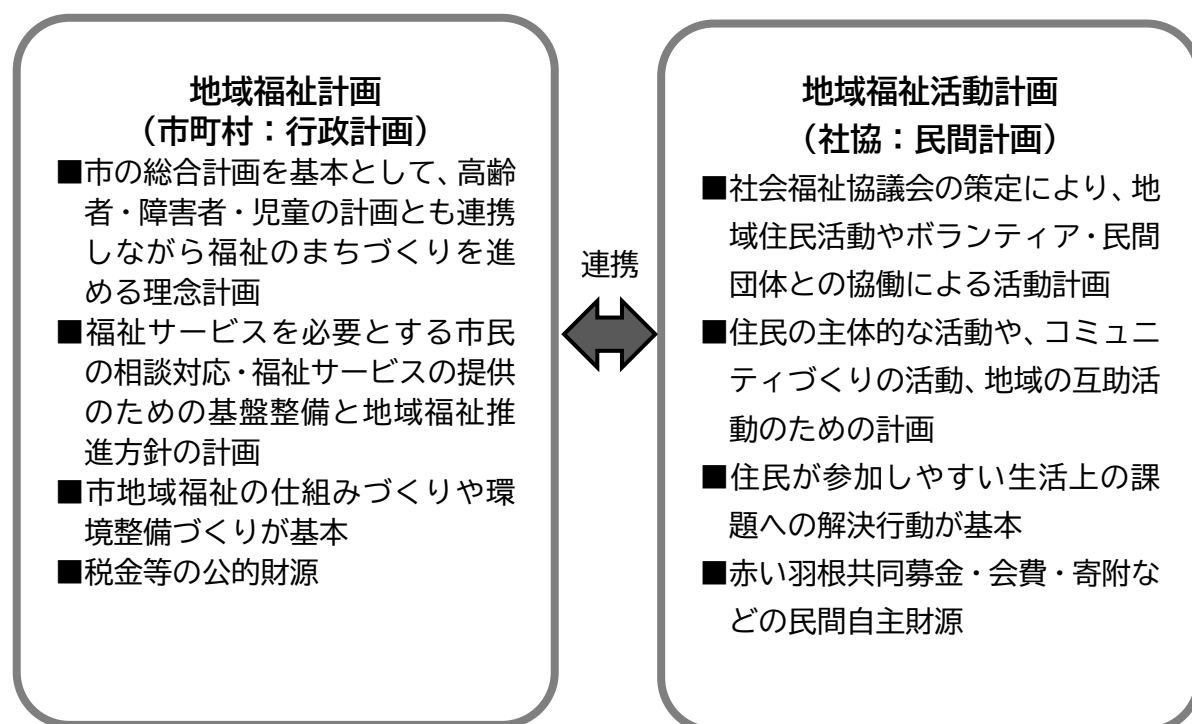 地域福祉計画
（市町村：行政計画）
■市の総合計画を基本として、高齢
者・障害者・児童の計画とも連携
しながら福祉のまちづくりを進
める理念計画
■福祉サービスを必要とする市民
の相談対応・福祉サービスの提供
のための基盤整備と地域福祉推
進方針の計画
■市地域福祉の仕組みづくりや環
境整備づくりが基本
■税金等の公的財源
連携
地域福祉活動計画
（社協：民間計画）
■社会福祉協議会の策定により、地
域住民活動やボランティア・民間
団体との協働による活動計画
■住民の主体的な活動や、コミュニ
ティづくりの活動、地域の互助活
動のための計画
■住民が参加しやすい生活上の課
題への解決行動が基本
■赤い羽根共同募金・会費・寄附な
どの民間自主財源